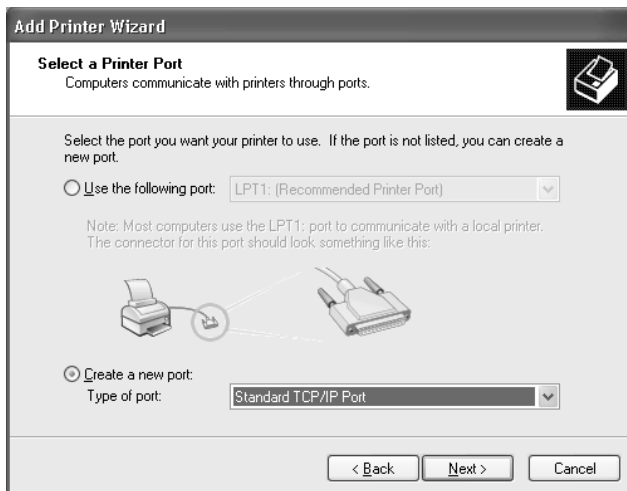 Add Printer Wizard
Select a Printer Port
Computers communicate with printers through ports.
Select the port you want your printer to use. If the port is not listed, you can create a
new port.
Use the following port: LPT1: (Recommended Printer Port)
Note: Most computers use the LPT1: port to communicate with a local printer.
The connector for this port should look something like this:
Create a new port:
Type of port: Standard TCP/IP Port
< Back Next > Cancel